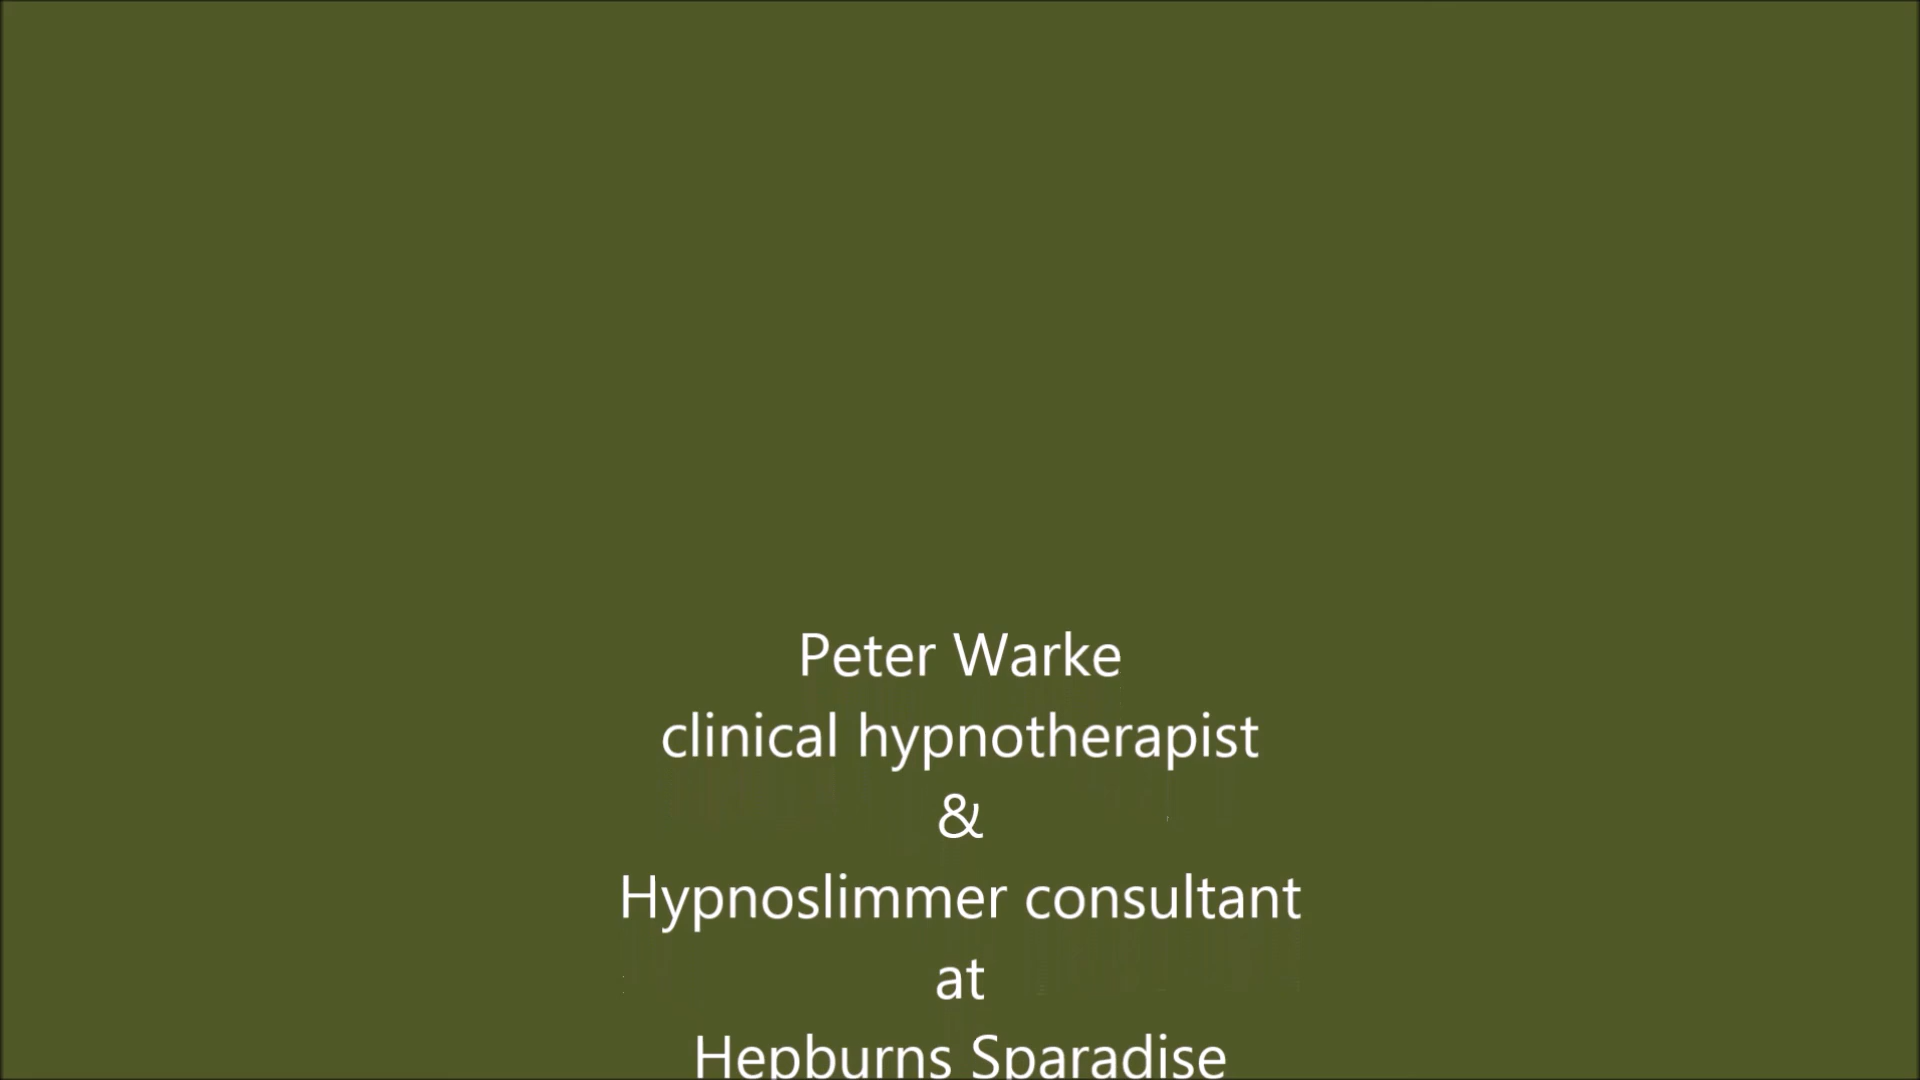 Peter Warke
clinical hypnotherapist
&
Hypnoslimmer consultant
at
Hepburns Sparadise